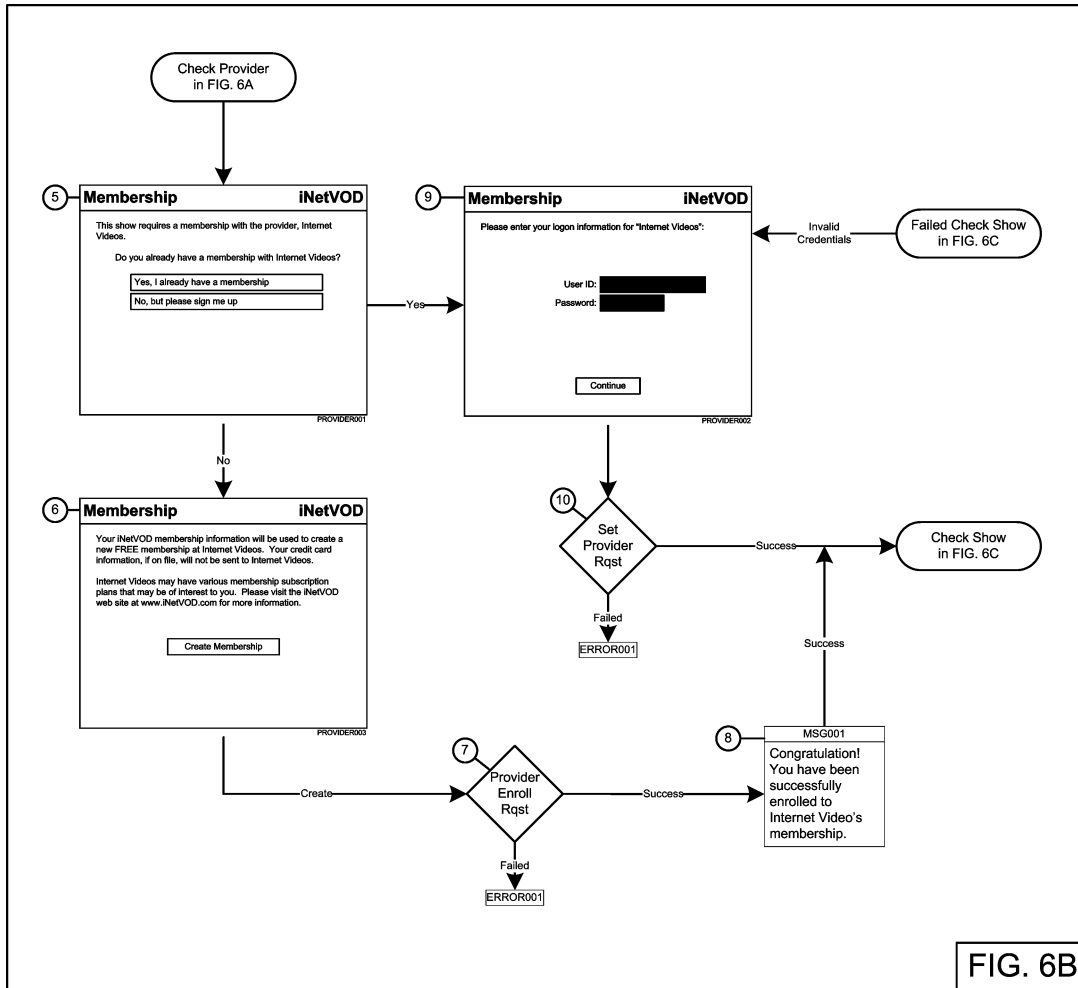 Check Provider
in FIG. 6A
5
Membership iNetVOD
This show requires a membership with the provider, Internet
Videos.
Do you already have a membership with Internet Videos?
Yes, I already have a membership
No, but please sign me up
PROVIDER001
Yes
9
Membership iNetVOD
Please enter your logon information for "Internet Videos":
User ID:
Password:
Continue
PROVIDER002
Invalid
Credentials
Failed Check Show
in FIG. 6C
No
6
Membership iNetVOD
Your iNetVOD membership information will be used to create a
new FREE membership at Internet Videos. Your credit card
information, if on file, will not be sent to Internet Videos.
Internet Videos may have various membership subscription
plans that may be of interest to you. Please visit the iNetVOD
web site at www.iNetVOD.com for more information.
Create Membership
PROVIDER003
10
Set
Provider
Rqst
Success
Check Show
in FIG. 6C
Failed
ERROR001
Success
Create
7
Provider
Enroll
Rqst
Success
Failed
ERROR001
8
MSG001
Congratulation!
You have been
successfully
enrolled to
Internet Video's
membership.
FIG. 6B